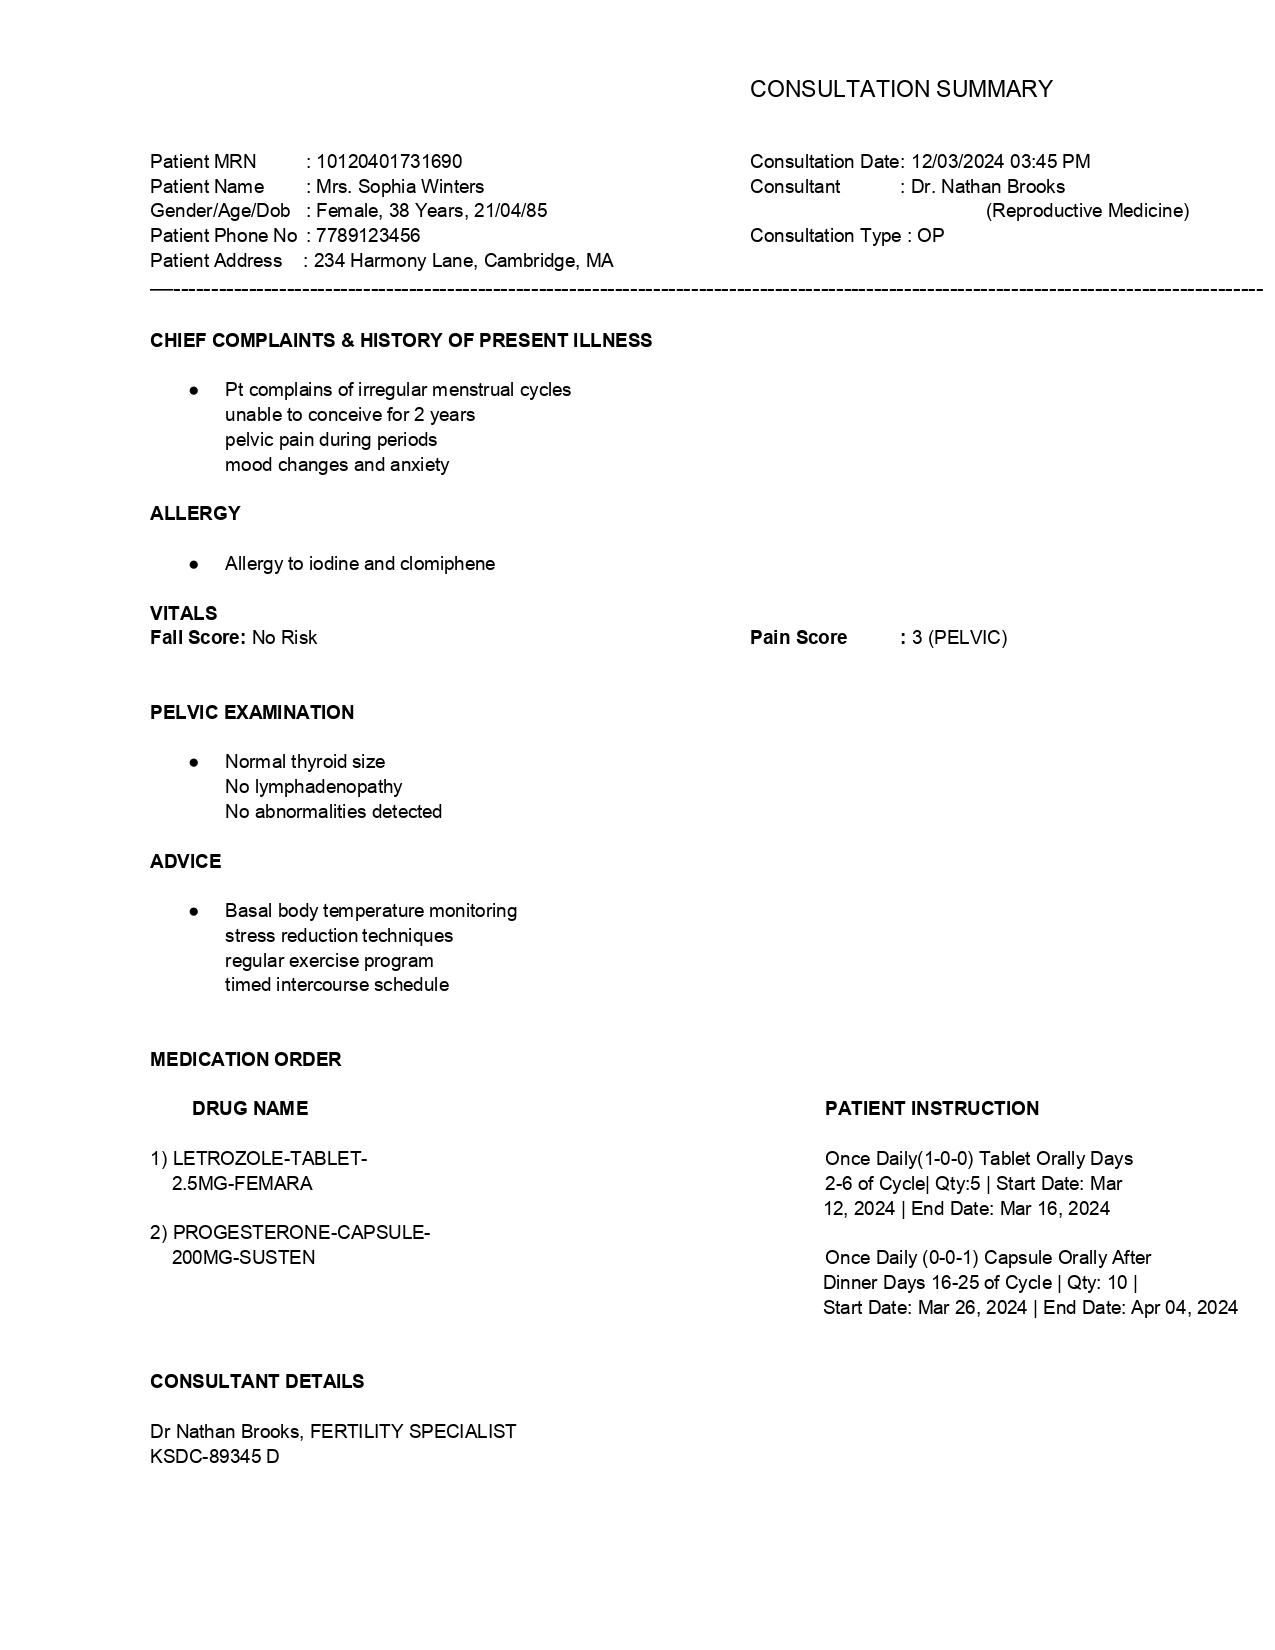 CONSULTATION SUMMARY
Patient MRN : 10120401731690 Consultation Date: 12/03/2024 03:45 PM
Patient Name : Mrs. Sophia Winters Consultant : Dr. Nathan Brooks
Gender/Age/Dob : Female, 38 Years, 21/04/85 (Reproductive Medicine)
Patient Phone No : 7789123456 Consultation Type : OP
Patient Address : 234 Harmony Lane, Cambridge, MA
CHIEF COMPLAINTS & HISTORY OF PRESENT ILLNESS
● Pt complains of irregular menstrual cycles
unable to conceive for 2 years
pelvic pain during periods
mood changes and anxiety
ALLERGY
● Allergy to iodine and clomiphene
VITALS
Fall Score: No Risk Pain Score : 3 (PELVIC)
PELVIC EXAMINATION
● Normal thyroid size
No lymphadenopathy
No abnormalities detected
ADVICE
● Basal body temperature monitoring
stress reduction techniques
regular exercise program
timed intercourse schedule
MEDICATION ORDER
DRUG NAME PATIENT INSTRUCTION
1) LETROZOLE-TABLET- Once Daily(1-0-0) Tablet Orally Days
2.5MG-FEMARA 2-6 of Cycle| Qty:5 | Start Date: Mar
12, 2024 | End Date: Mar 16, 2024
2) PROGESTERONE-CAPSULE-
200MG-SUSTEN Once Daily (0-0-1) Capsule Orally After
Dinner Days 16-25 of Cycle | Qty: 10 |
Start Date: Mar 26, 2024 | End Date: Apr 04, 2024
CONSULTANT DETAILS
Dr Nathan Brooks, FERTILITY SPECIALIST
KSDC-89345 D